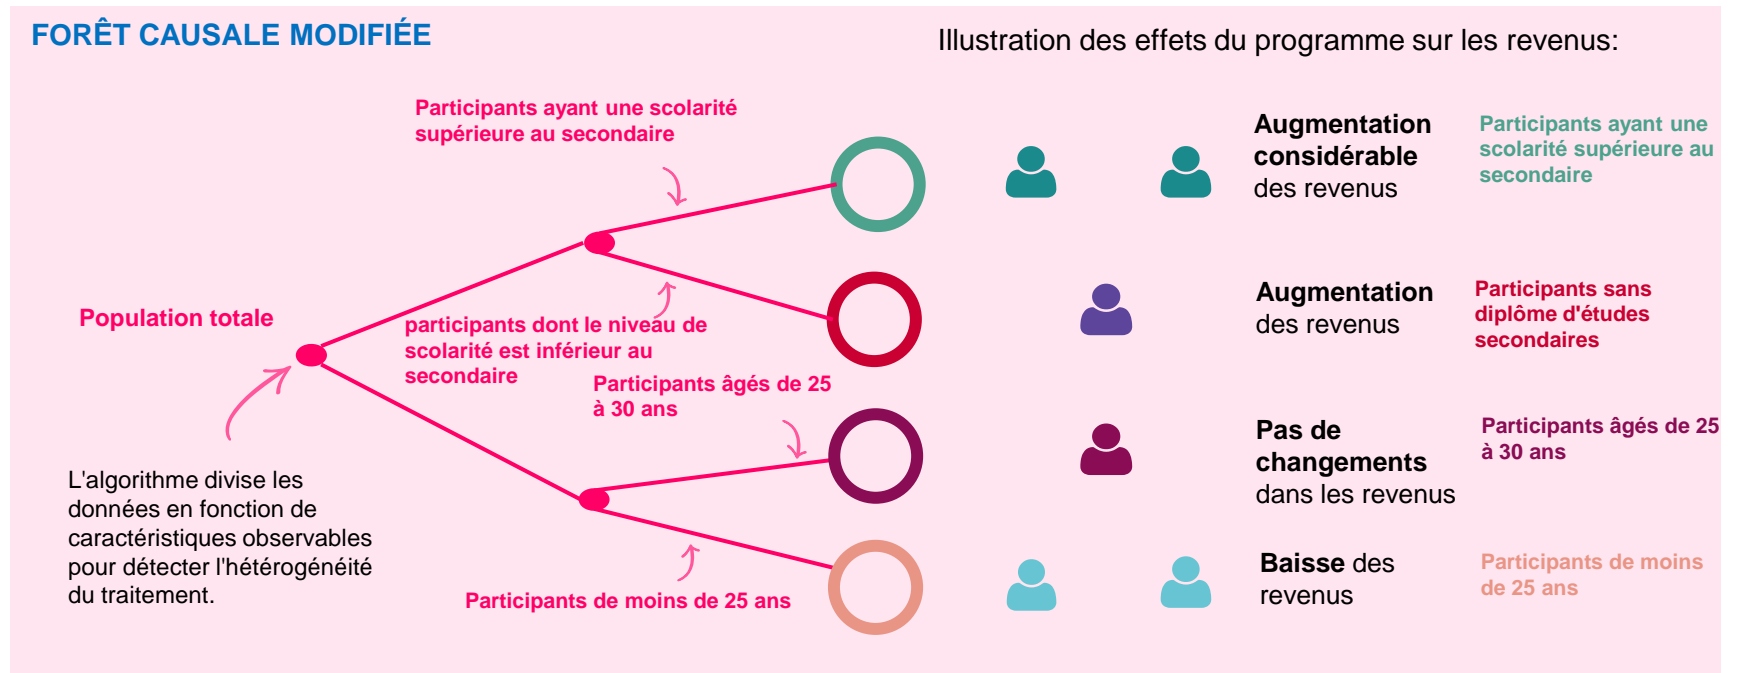 FORÊT CAUSALE MODIFIÉE
Illustration des effets du programme sur les revenus:
Participants ayant une scolarité
supérieure au secondaire
Population totale
participants dont le niveau de
scolarité est inférieur au
secondaire
Participants âgés de 25
à 30 ans
L'algorithme divise les
données en fonction de
caractéristiques observables
pour détecter l'hétérogénéité
du traitement.
Participants de moins de 25 ans
Augmentation
considérable
des revenus
Participants ayant une
scolarité supérieure au
secondaire
Augmentation
des revenus
Participants sans
diplôme d'études
secondaires
Pas de
changements
dans les revenus
Participants âgés de 25
à 30 ans
Baisse des
revenus
Participants de moins
de 25 ans